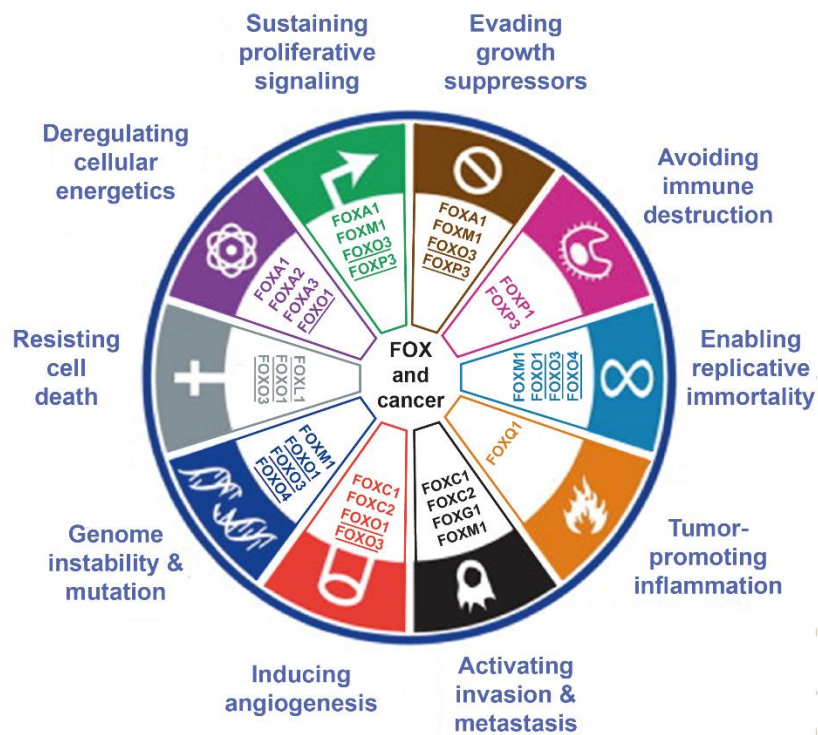 Sustaining
proliferative
signaling
Evading
growth
suppressors
Deregulating
cellular
energetics
Avoiding
immune
destruction
FOXA1
FOXM1
FOXO3
FOXP3
FOXA1
FOXM1
FOXO3
FOXP3
FOXA1
FOXA2
FOXA3
FOXO1
FOXP1
FOXP3
Resisting
cell
death
FOXL1
FOXO1
FOXO3
FOX
and
cancer
FOXM1
FOXO1
FOXO3
FOXO4
Enabling
replicative
immortality
FOXM1
FOXO1
FOXO3
FOXO4
FOXC1
FOXC2
FOXO1
FOXO3
FOXC1
FOXC2
FOXG1
FOXM1
FOXQ1
Genome
instability &
mutation
Tumor-
promoting
inflammation
Inducing
angiogenesis
Activating
invasion &
metastasis